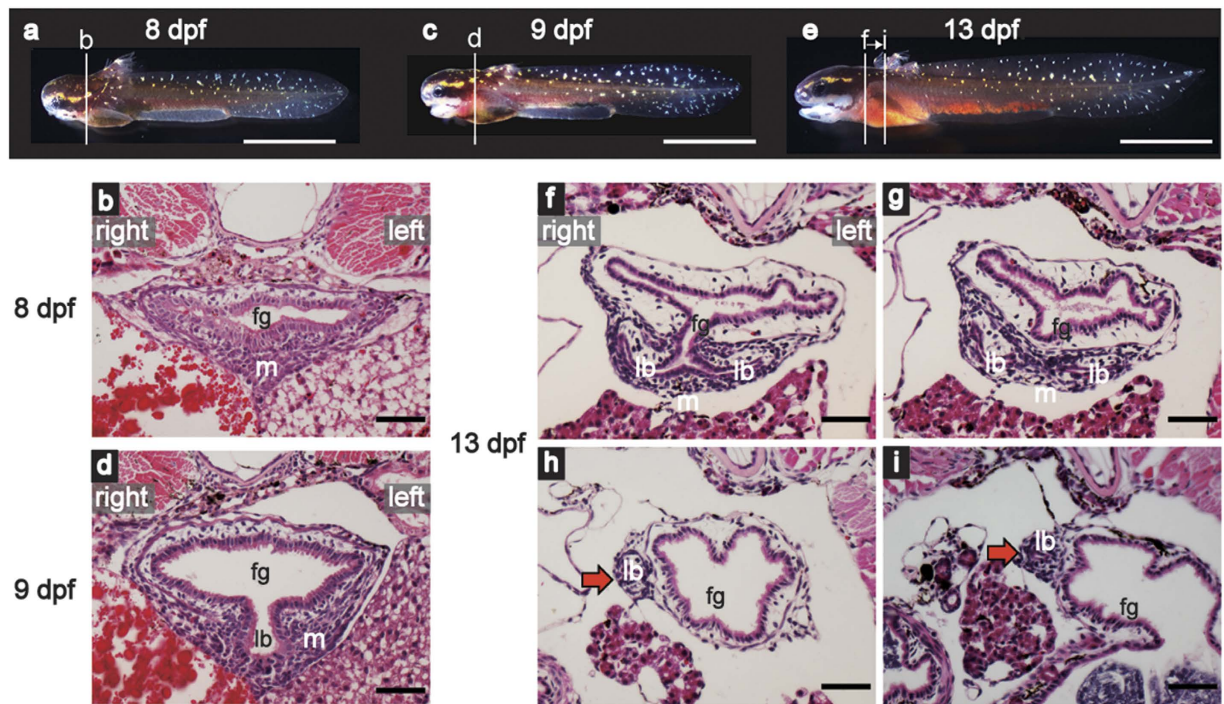 a 8 dpf
b
c 9 dpf
d
e 13 dpf
f→i
b
right left
fg
m
8 dpf
d
right left
fg
lb m
9 dpf
13 dpf
f
right left
fg
lb lb
m
g
fg
lb lb
m
h
lb
fg
i
lb
fg